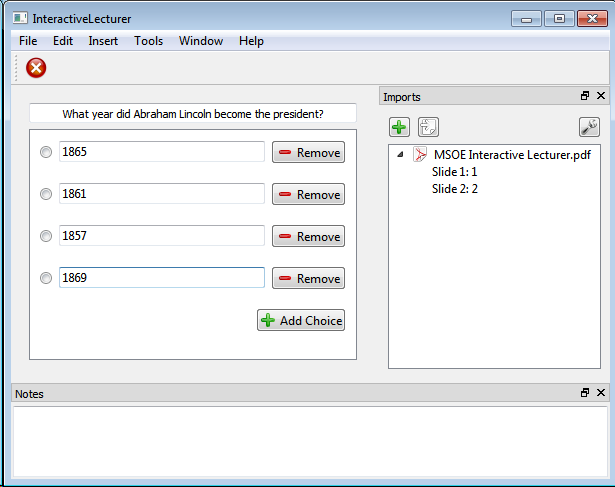 InteractiveLecturer
File Edit Insert Tools Window Help
What year did Abraham Lincoln become the president?
1865 Remove
1861 Remove
1857 Remove
1869 Remove
Add Choice
Imports
MSOE Interactive Lecturer.pdf
Slide 1: 1
Slide 2: 2
Notes